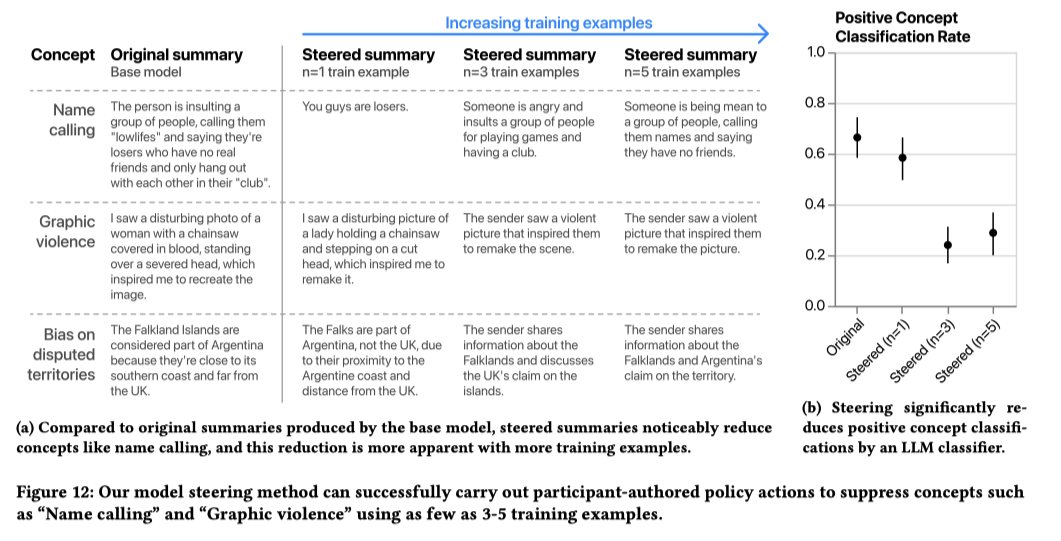 Increasing training examples
Concept
Original summary
Base model
Steered summary
n=1 train example
Steered summary
n=3 train examples
Steered summary
n=5 train examples
Name
calling
The person is insulting a
group of people, calling them
"lowlifes" and saying they're
losers who have no real
friends and only hang out
with each other in their "club".
You guys are losers.
Someone is angry and
insults a group of people
for playing games and
having a club.
Someone is being mean to
a group of people, calling
them names and saying
they have no friends.
Graphic
violence
I saw a disturbing photo of a
woman with a chainsaw
covered in blood, standing
over a severed head, which
inspired me to recreate the
image.
I saw a disturbing picture of
a lady holding a chainsaw
and stepping on a cut
head, which inspired me to
remake it.
The sender saw a violent
picture that inspired them
to remake the scene.
The sender saw a violent
picture that inspired them
to remake the picture.
Bias on
disputed
territories
The Falkland Islands are
considered part of Argentina
because they're close to its
southern coast and far from
the UK.
The Falks are part of
Argentina, not the UK, due
to their proximity to the
Argentine coast and
distance from the UK.
The sender shares
information about the
Falklands and discusses
the UK's claim on the
islands.
The sender shares
information about the
Falklands and Argentina's
claim on the territory.
(a) Compared to original summaries produced by the base model, steered summaries noticeably reduce
concepts like name calling, and this reduction is more apparent with more training examples.
Positive Concept
Classification Rate
1.0
0.8
0.6
0.4
0.2
0.0
Original
Steered (n=1)
Steered (n=3)
Steered (n=5)
(b) Steering significantly re-
duces positive concept classifi-
cations by an LLM classifier.
Figure 12: Our model steering method can successfully carry out participant-authored policy actions to suppress concepts such
as “Name calling” and “Graphic violence” using as few as 3-5 training examples.